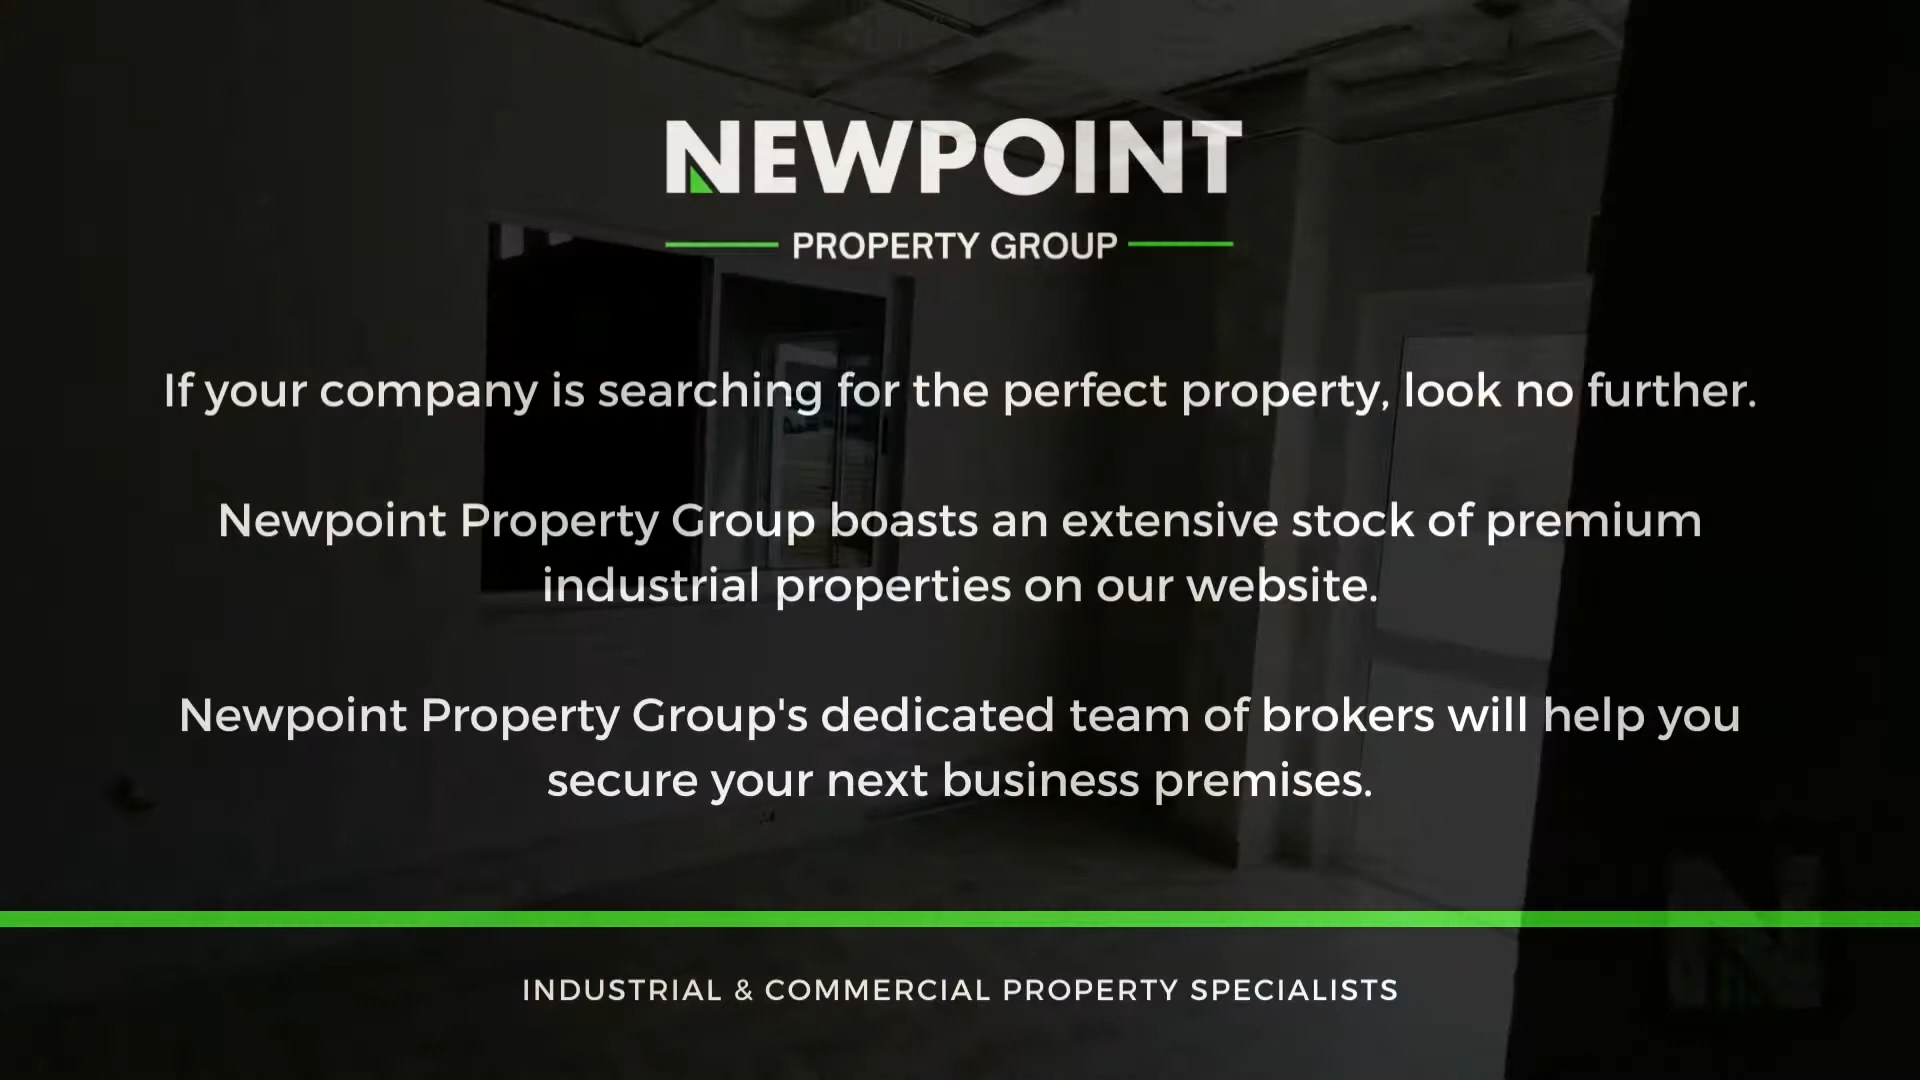 NEWPOINT
PROPERTY GROUP
If your company is searching for the perfect property, look no further.
Newpoint Property Group boasts an extensive stock of premium
industrial properties on our website.
Newpoint Property Group's dedicated team of brokers will help you
secure your next business premises.
INDUSTRIAL & COMMERCIAL PROPERTY SPECIALISTS